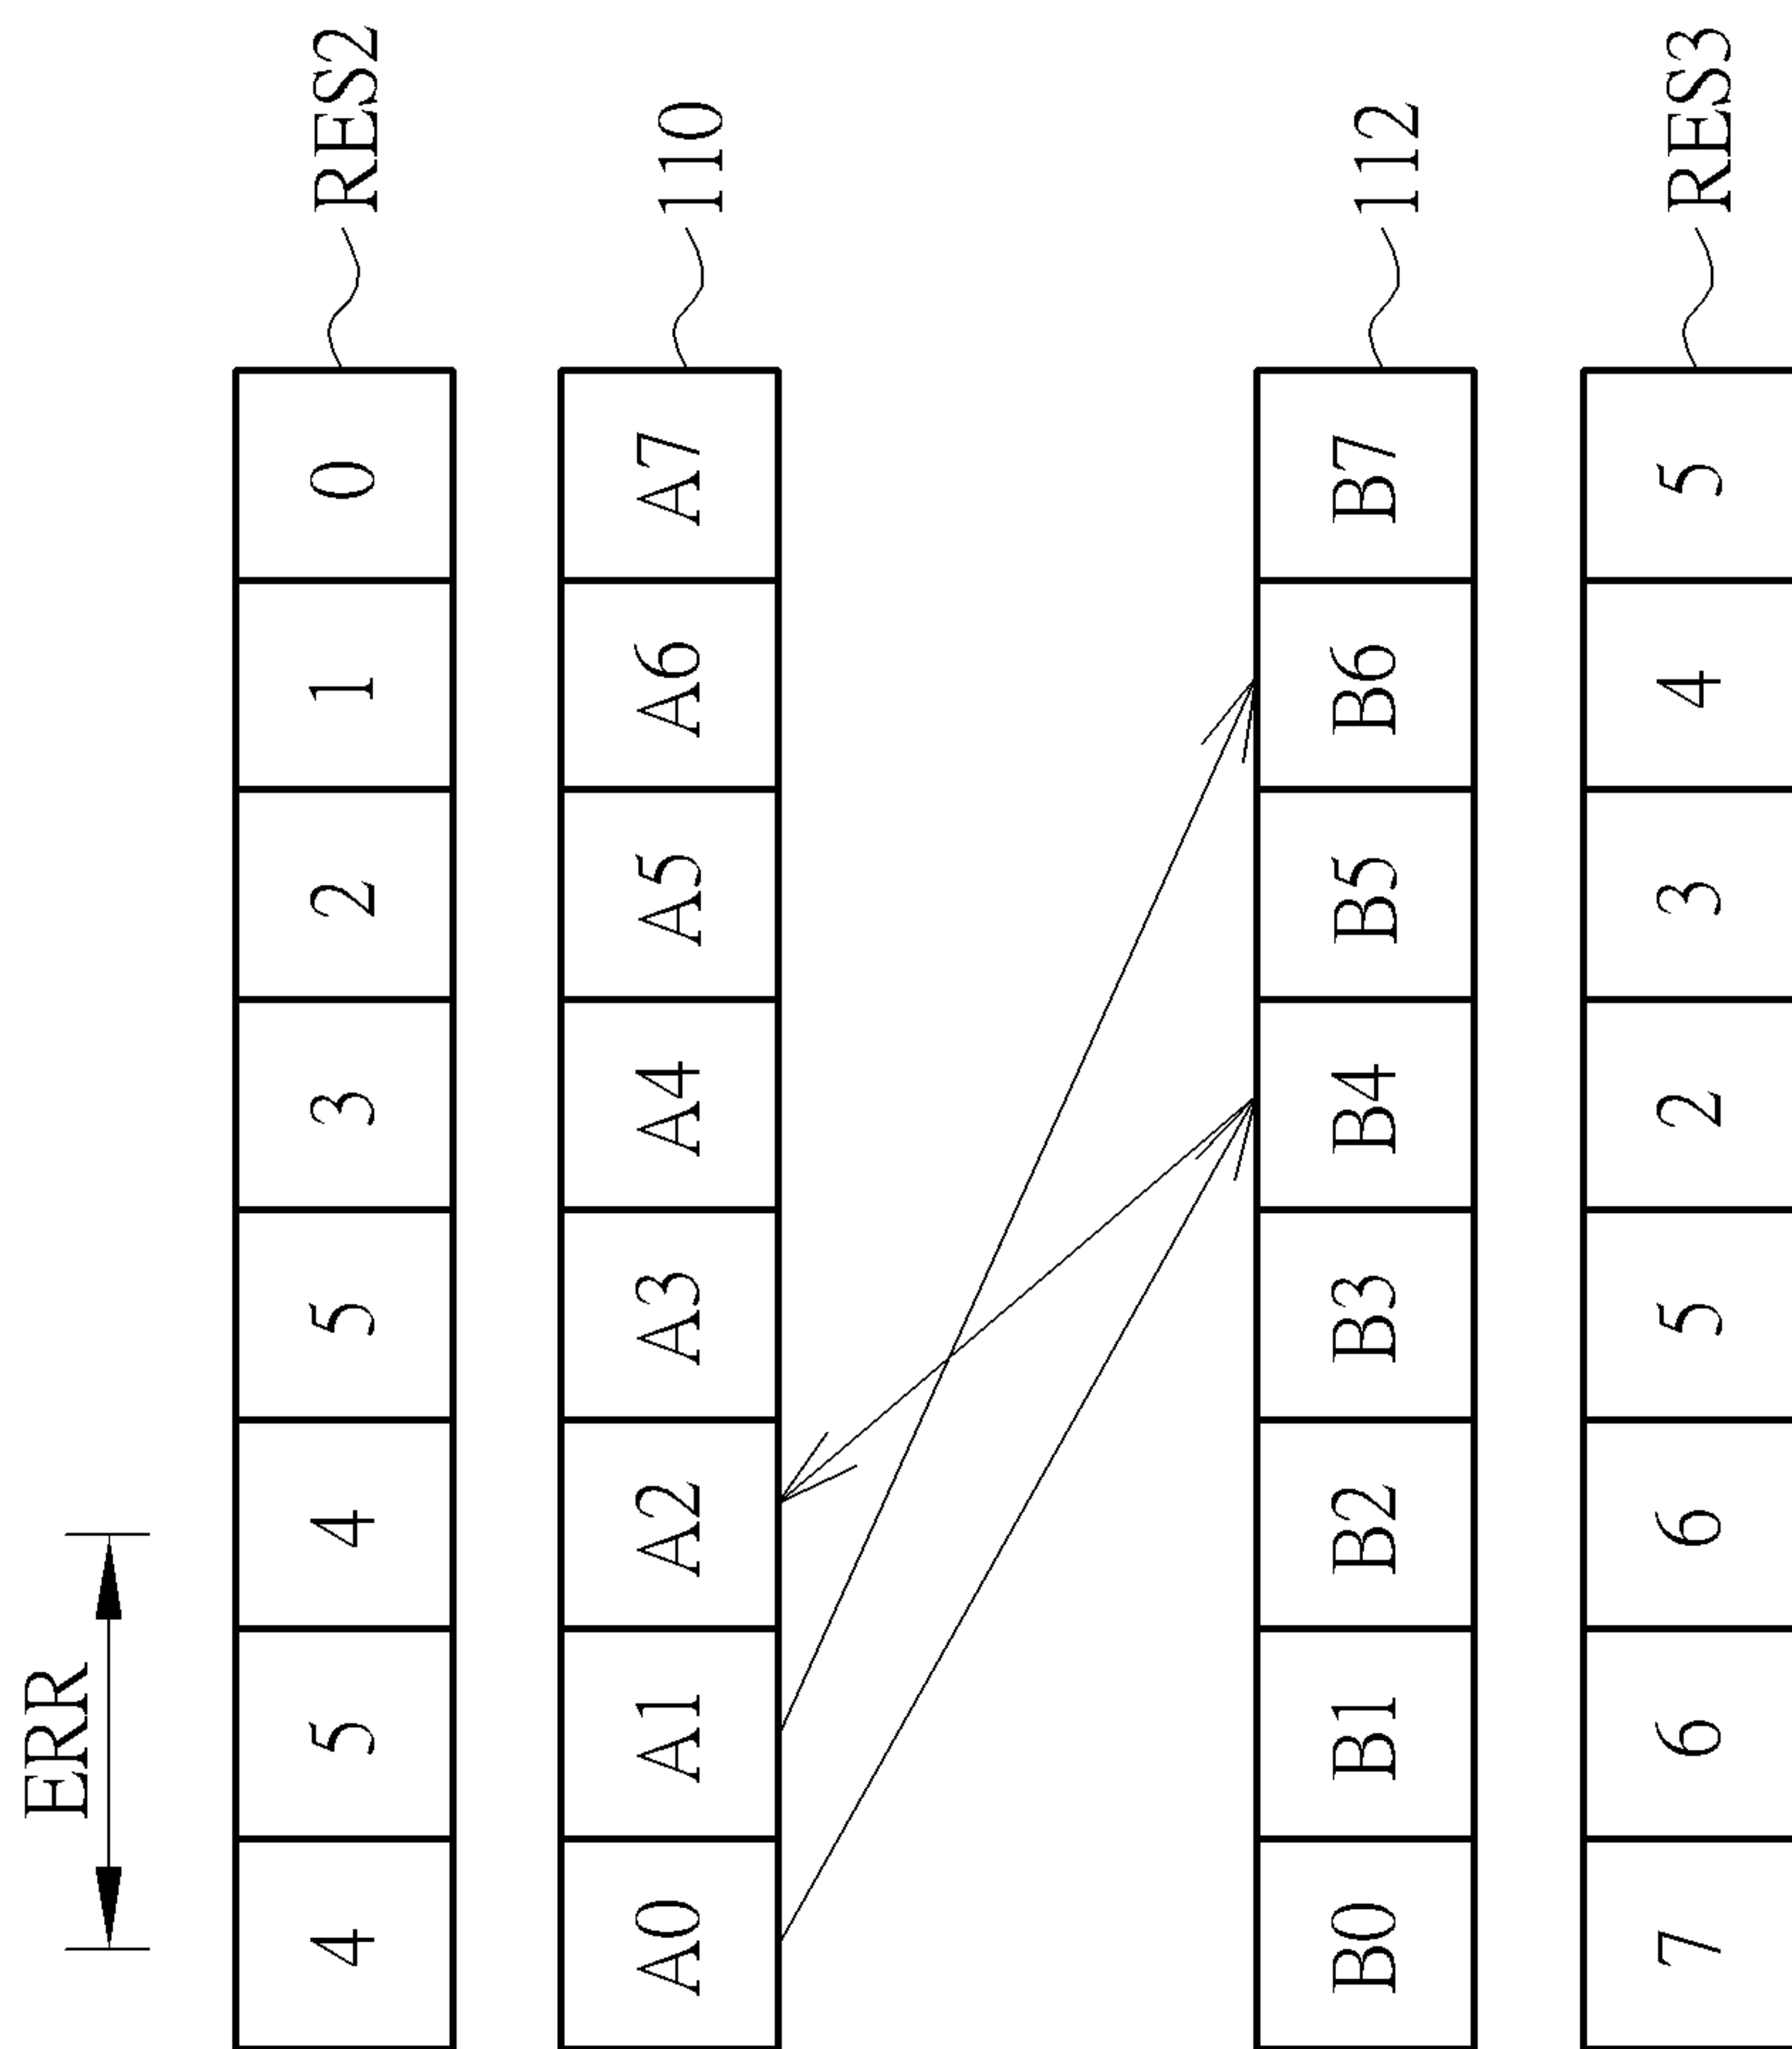 ERR
4 5 4 5 3 2 1 0 RES2
A0 A1 A2 A3 A4 A5 A6 A7 110
B0 B1 B2 B3 B4 B5 B6 B7 112
7 6 6 5 2 3 4 5 RES3